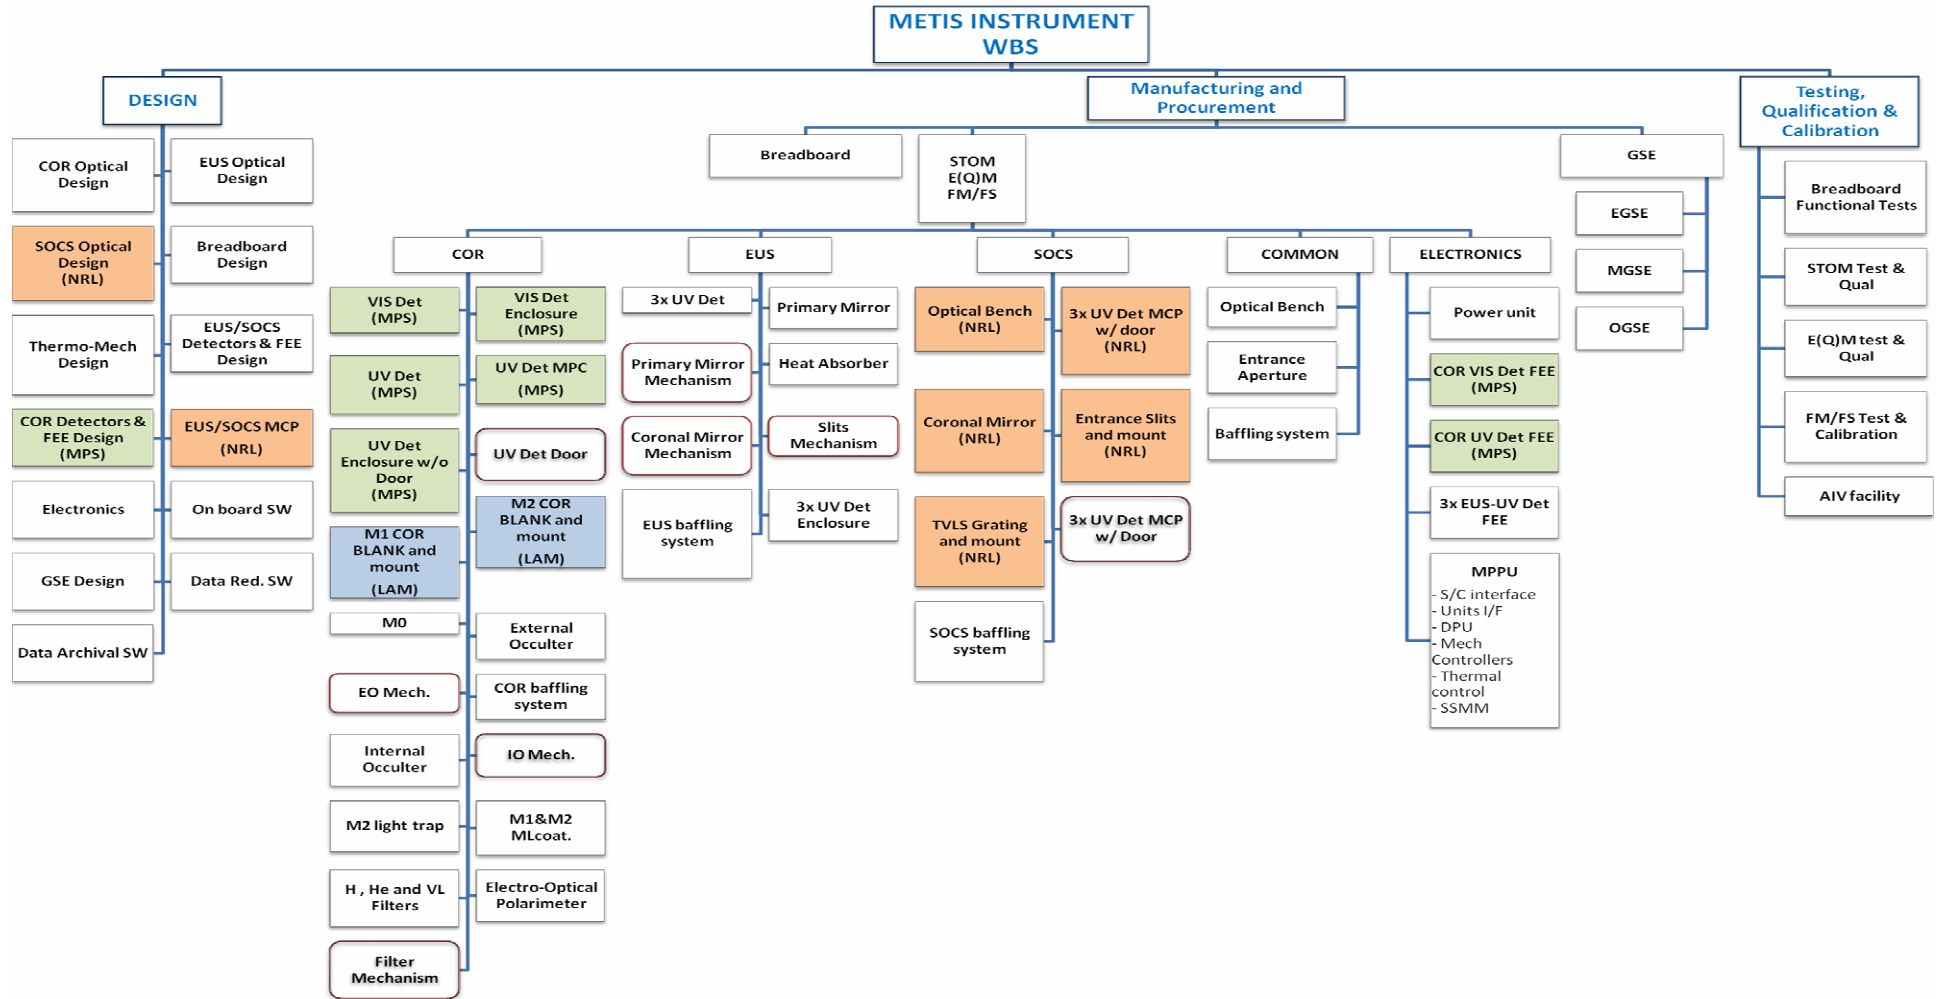 METIS INSTRUMENT
WBS
DESIGN
COR Optical
Design
EUS Optical
Design
SOCS Optical
Design
(NRL)
Breadboard
Design
Thermo-Mech
Design
EUS/SOCS
Detectors & FEE
Design
COR Detectors &
FEE Design
(MPS)
EUS/SOCS MCP
(NRL)
Electronics
On board SW
GSE Design
Data Red. SW
Data Archival SW
Manufacturing and
Procurement
Breadboard
STOM
E(Q)M
FM/FS
COR
VIS Det
(MPS)
VIS Det
Enclosure
(MPS)
UV Det
(MPS)
UV Det MPC
(MPS)
UV Det
Enclosure w/o
Door
(MPS)
UV Det Door
M1 COR
BLANK and
mount
(LAM)
M2 COR
BLANK and
mount
(LAM)
M0
External
Occulter
EO Mech.
COR baffling
system
Internal
Occulter
IO Mech.
M2 light trap
M1&M2
MLcoat.
H , He and VL
Filters
Electro-Optical
Polarimeter
Filter
Mechanism
EUS
3x UV Det
Primary Mirror
Primary Mirror
Mechanism
Heat Absorber
Coronal Mirror
Mechanism
Slits
Mechanism
EUS baffling
system
3x UV Det
Enclosure
SOCS
Optical Bench
(NRL)
3x UV Det MCP
w/ door
(NRL)
Coronal Mirror
(NRL)
Entrance Slits
and mount
(NRL)
TVLS Grating
and mount
(NRL)
3x UV Det MCP
w/ Door
SOCS baffling
system
COMMON
Optical Bench
Entrance
Aperture
Baffling system
ELECTRONICS
Power unit
COR VIS Det FEE
(MPS)
COR UV Det FEE
(MPS)
3x EUS-UV Det
FEE
MPPU
- S/C interface
- Units I/F
- DPU
- Mech
Controllers
- Thermal
control
- SSMM
GSE
EGSE
MGSE
OGSE
Testing,
Qualification &
Calibration
Breadboard
Functional Tests
STOM Test &
Qual
E(Q)M test &
Qual
FM/FS Test &
Calibration
AIV facility